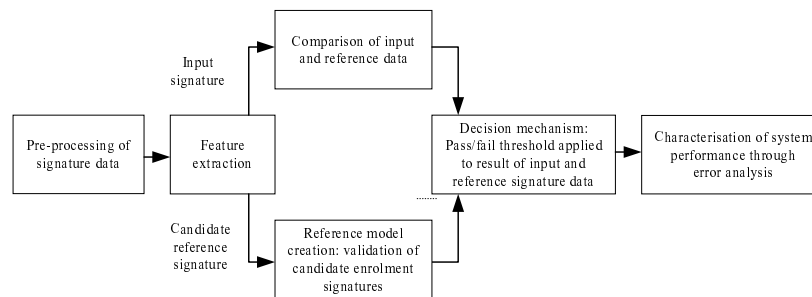 Comparison of input
and reference data
Input
signature
Pre-processing of
signature data
Feature
extraction
Decision mechanism:
Pass/fail threshold applied
to result of input and
reference signature data
Characterisation of system
performance through
error analysis
Candidate
reference
signature
Reference model
creation: validation of
candidate enrolment
signatures